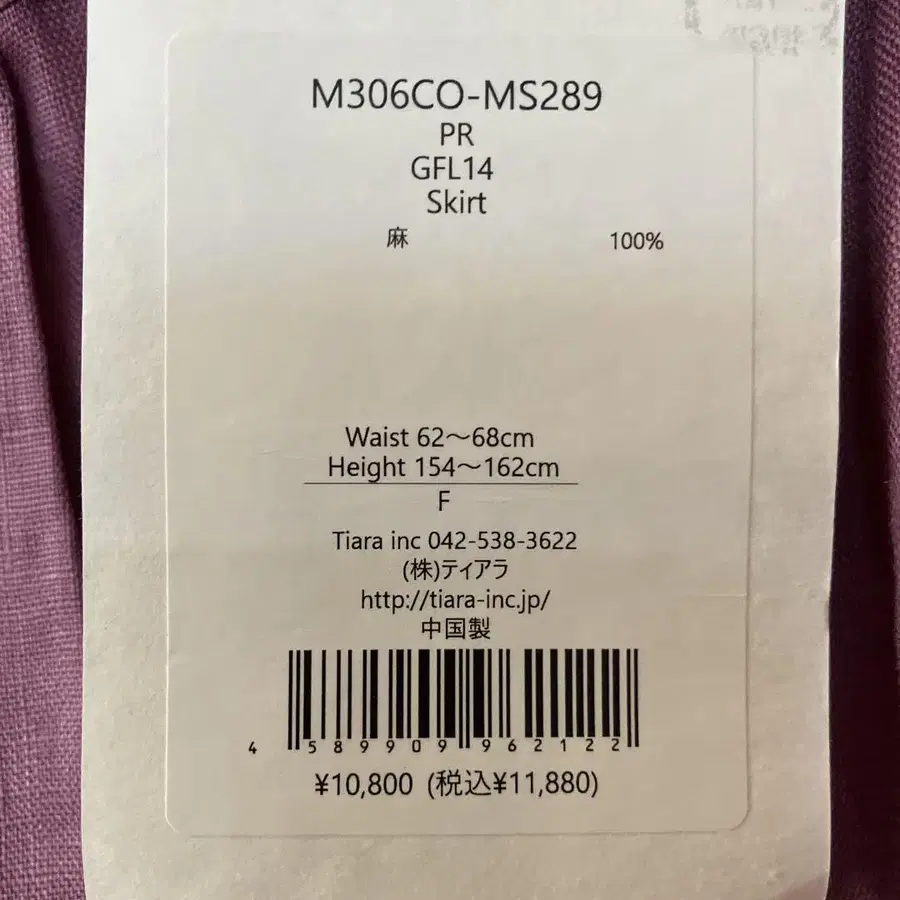 M306CO-MS289
PR
GFL14
Skirt
麻 100%
Waist 62～68cm
Height 154～162cm
F
Tiara inc 042-538-3622
(株)ティアラ
http://tiara-inc.jp/
中国製
4 589909 962122
¥10,800 (税込¥11,880)